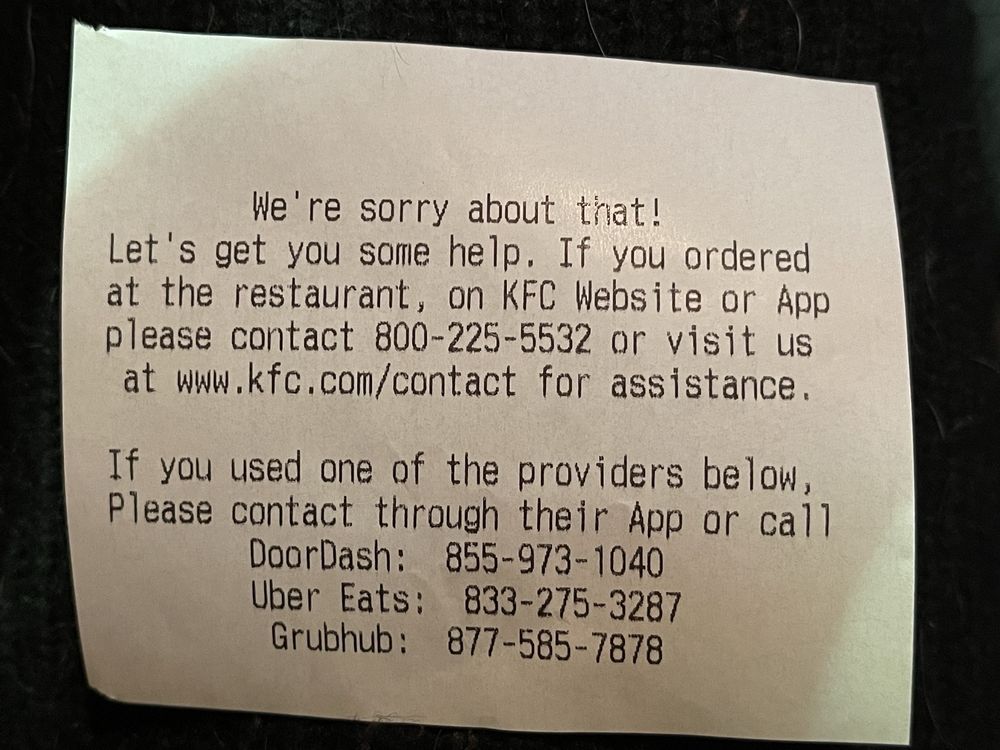 We're sorry about that!
Let's get you some help. If you ordered
at the restaurant, on KFC Website or App
please contact 800-225-5532 or visit us
at www.kfc.com/contact for assistance.
If you used one of the providers below,
Please contact through their App or call
DoorDash: 855-973-1040
Uber Eats: 833-275-3287
Grubhub: 877-585-7878